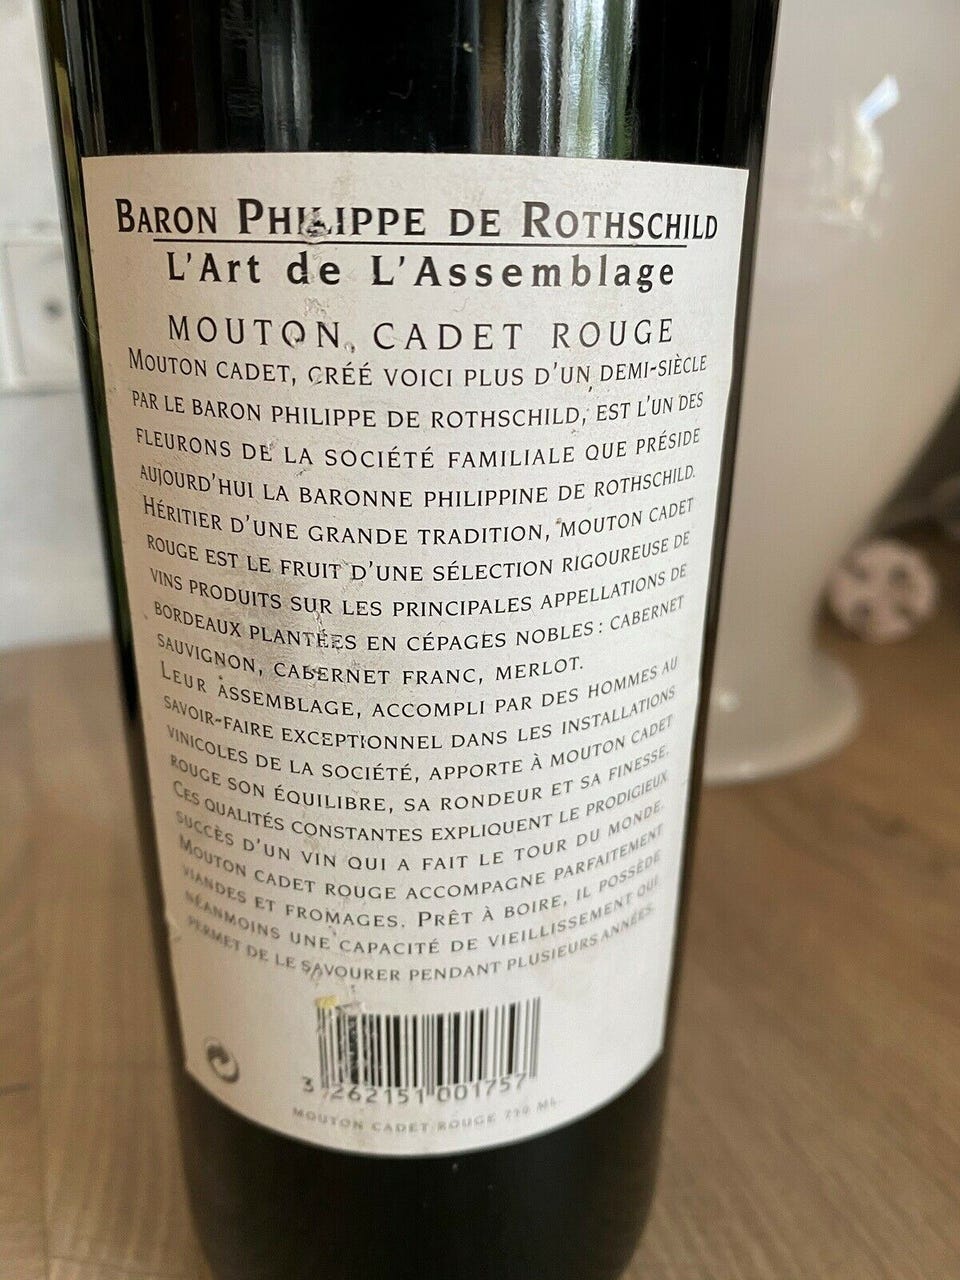 BARON PHILIPPE DE ROTHSCHILD
L'Art de L'Assemblage
MOUTON CADET ROUGE
MOUTON CADET, CRÉÉ VOICI PLUS D'UN DEMI-SIÈCLE
PAR LE BARON PHILIPPE DE ROTHSCHILD, EST L'UN DES
FLEURONS DE LA SOCIÉTÉ FAMILIALE QUE PRÉSIDE
AUJOURD'HUI LA BARONNE PHILIPPINE DE ROTHSCHILD.
HÉRITIER D'UNE GRANDE TRADITION, MOUTON CADET
ROUGE EST LE FRUIT D'UNE SÉLECTION RIGOUREUSE DE
VINS PRODUITS SUR LES PRINCIPALES APPELLATIONS DE
BORDEAUX PLANTÉES EN CÉPAGES NOBLES : CABERNET
SAUVIGNON, CABERNET FRANC, MERLOT.
LEUR ASSEMBLAGE, ACCOMPLI PAR DES HOMMES AU
SAVOIR-FAIRE EXCEPTIONNEL DANS LES INSTALLATIONS
VINICOLES DE LA SOCIÉTÉ, APPORTE À MOUTON CADET
ROUGE SON ÉQUILIBRE, SA RONDEUR ET SA FINESSE.
CES QUALITÉS CONSTANTES EXPLIQUENT LE PRODIGIEUX
SUCCÈS D'UN VIN QUI A FAIT LE TOUR DU MONDE.
MOUTON CADET ROUGE ACCOMPAGNE PARFAITEMENT
VIANDES ET FROMAGES. PRÊT À BOIRE, IL POSSÈDE
NÉANMOINS UNE CAPACITÉ DE VIEILLISSEMENT QUI
PERMET DE LE SAVOURER PENDANT PLUSIEURS ANNÉES.
3 262151 001757
MOUTON CADET ROUGE 750 ML